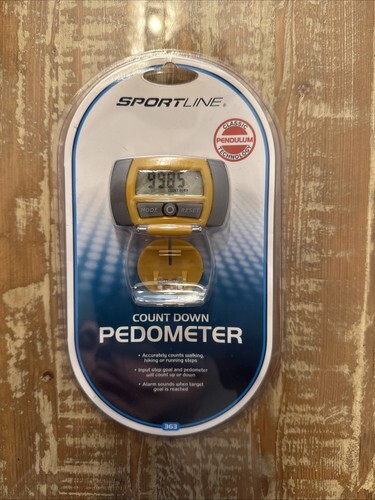 SPORTLINE®
CLASSIC
PENDULUM
TECHNOLOGY
9985
MODE
RESET
COUNT DOWN
PEDOMETER
• Accurately counts walking,
hiking or running steps.
• Input step goal and pedometer
will count up or down
• Alarm sounds when target
goal is reached
363